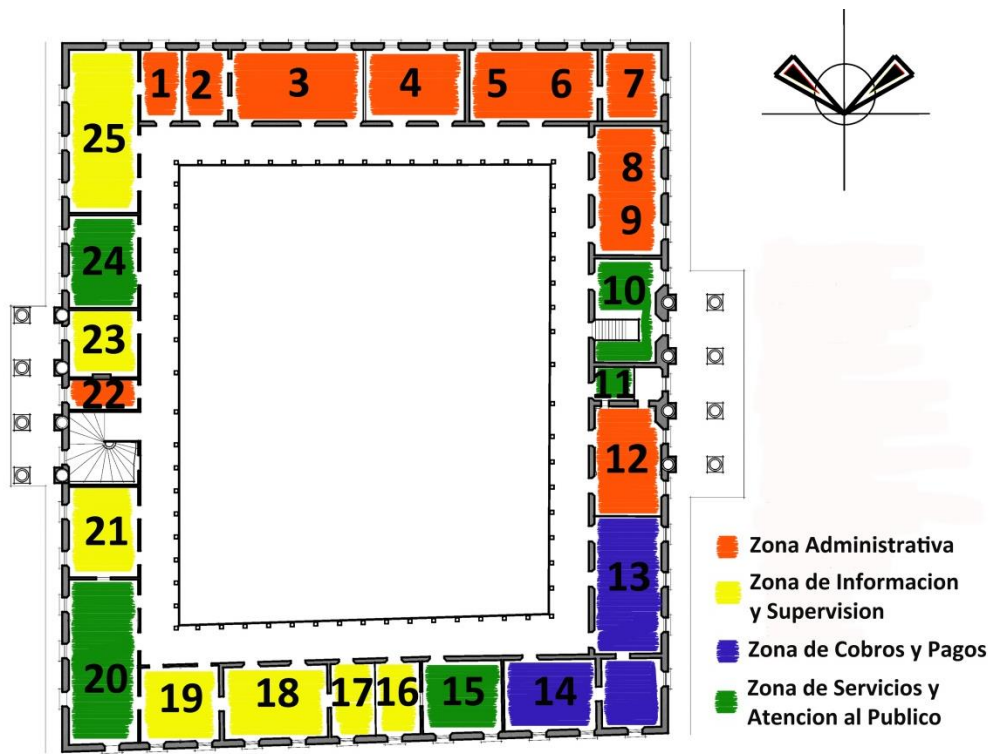 1 2 3 4 5 6 7
25
8
9
24
10
23
22
11
12
21
13
20
19 18 17 16 15 14
Zona Administrativa
Zona de Informacion
y Supervision
Zona de Cobros y Pagos
Zona de Servicios y
Atencion al Publico